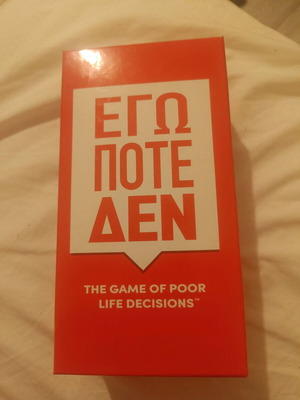 ΕΓΩ
ΠΟΤΕ
ΔΕΝ
THE GAME OF POOR
LIFE DECISIONS™